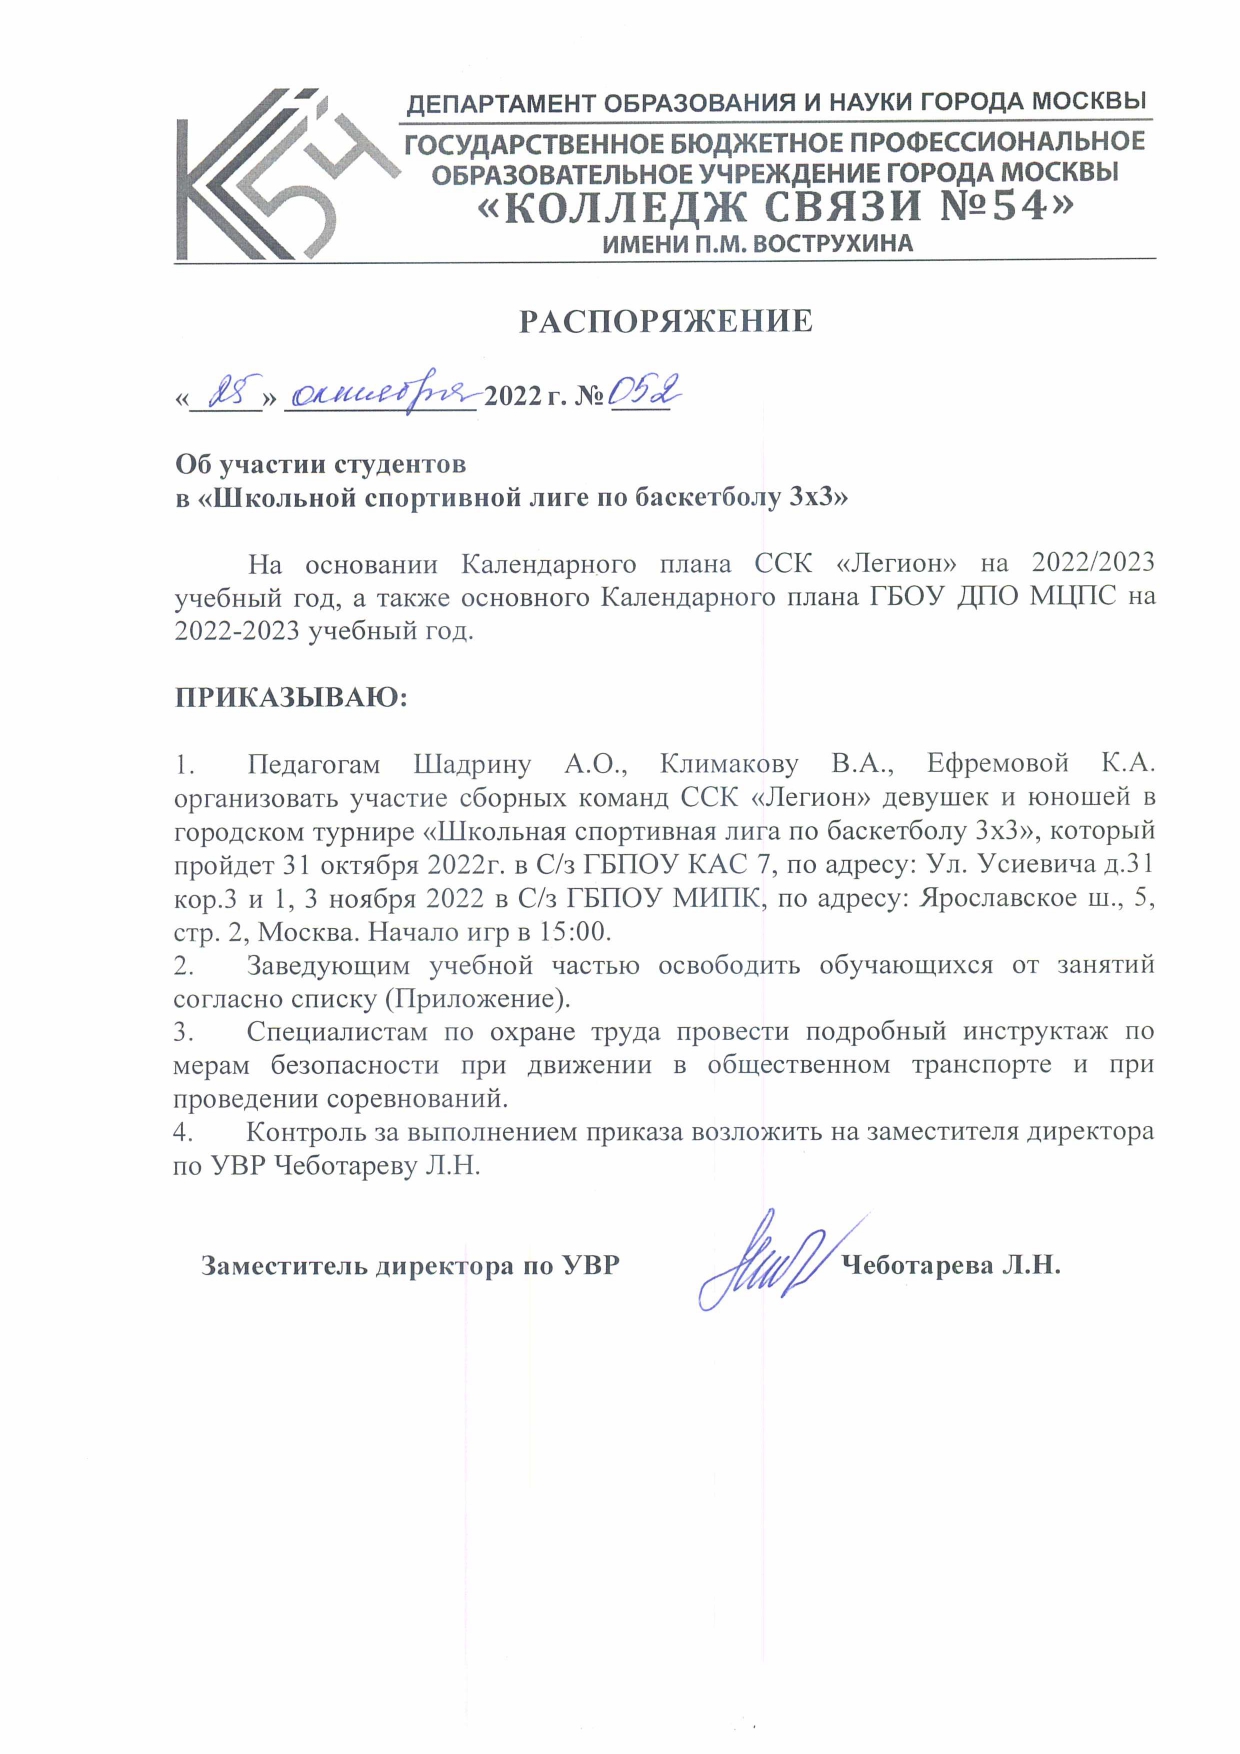 К54
ДЕПАРТАМЕНТ ОБРАЗОВАНИЯ И НАУКИ ГОРОДА МОСКВЫ
ГОСУДАРСТВЕННОЕ БЮДЖЕТНОЕ ПРОФЕССИОНАЛЬНОЕ
ОБРАЗОВАТЕЛЬНОЕ УЧРЕЖДЕНИЕ ГОРОДА МОСКВЫ
«КОЛЛЕДЖ СВЯЗИ №54»
ИМЕНИ П.М. ВОСТРУХИНА
РАСПОРЯЖЕНИЕ
«25» октября 2022 г. № 052
Об участии студентов
в «Школьной спортивной лиге по баскетболу 3х3»
На основании Календарного плана ССК «Легион» на 2022/2023
учебный год, а также основного Календарного плана ГБОУ ДПО МЦПС на
2022-2023 учебный год.
ПРИКАЗЫВАЮ:
1. Педагогам Шадрину А.О., Климакову В.А., Ефремовой К.А.
организовать участие сборных команд ССК «Легион» девушек и юношей в
городском турнире «Школьная спортивная лига по баскетболу 3х3», который
пройдет 31 октября 2022г. в С/з ГБПОУ КАС 7, по адресу: Ул. Усиевича д.31
кор.3 и 1, 3 ноября 2022 в С/з ГБПОУ МИПК, по адресу: Ярославское ш., 5,
стр. 2, Москва. Начало игр в 15:00.
2. Заведующим учебной частью освободить обучающихся от занятий
согласно списку (Приложение).
3. Специалистам по охране труда провести подробный инструктаж по
мерам безопасности при движении в общественном транспорте и при
проведении соревнований.
4. Контроль за выполнением приказа возложить на заместителя директора
по УВР Чеботареву Л.Н.
Заместитель директора по УВР Чеботарева Л.Н.